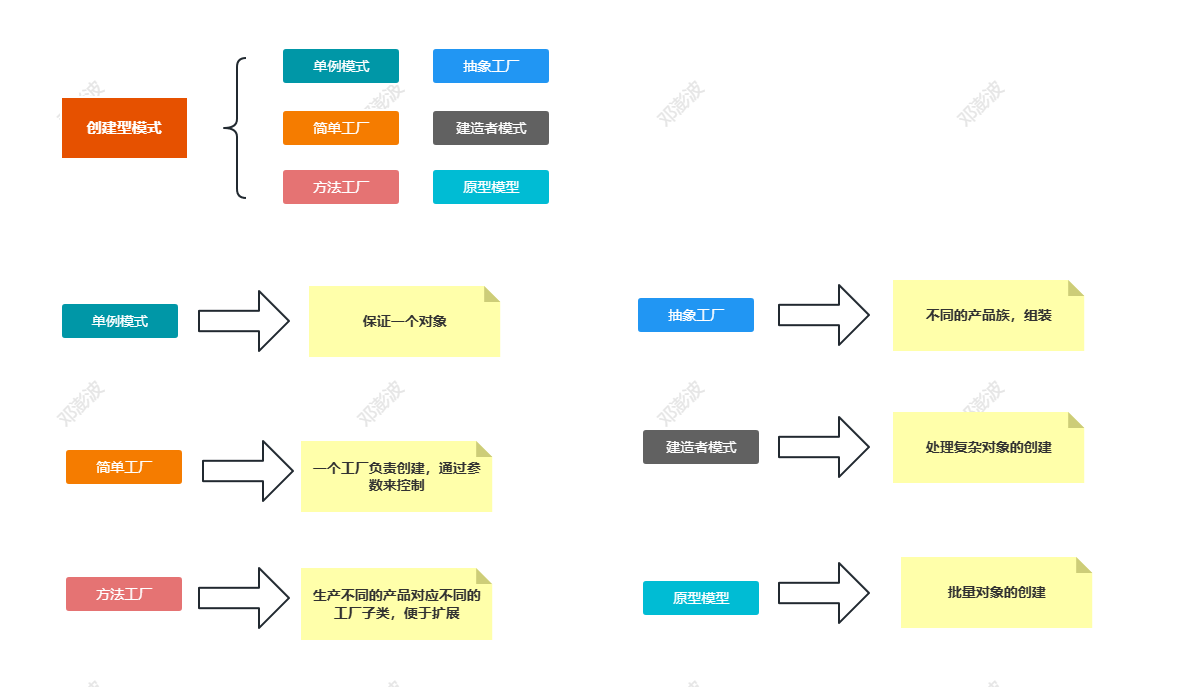 创建型模式
单例模式
抽象工厂
简单工厂
建造者模式
方法工厂
原型模型
邓澎波
邓澎波
邓澎波
单例模式
保证一个对象
抽象工厂
不同的产品族，组装
邓澎波
邓澎波
邓澎波
邓澎波
简单工厂
一个工厂负责创建，通过参
数来控制
建造者模式
处理复杂对象的创建
方法工厂
生产不同的产品对应不同的
工厂子类，便于扩展
原型模型
批量对象的创建